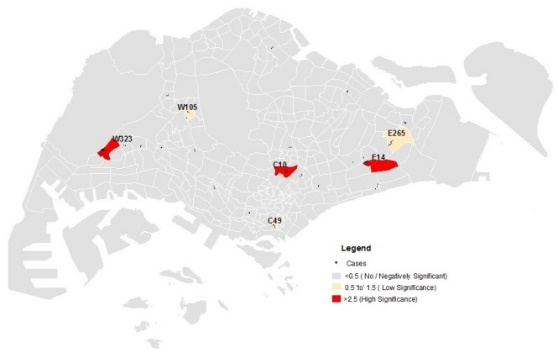 W105
W323
E265
E14
C10
C49
Legend
Cases
<0.5 ( No / Negatively Significant)
0.5 'to' 1.5 ( Low Significance)
>2.5 (High Significance)